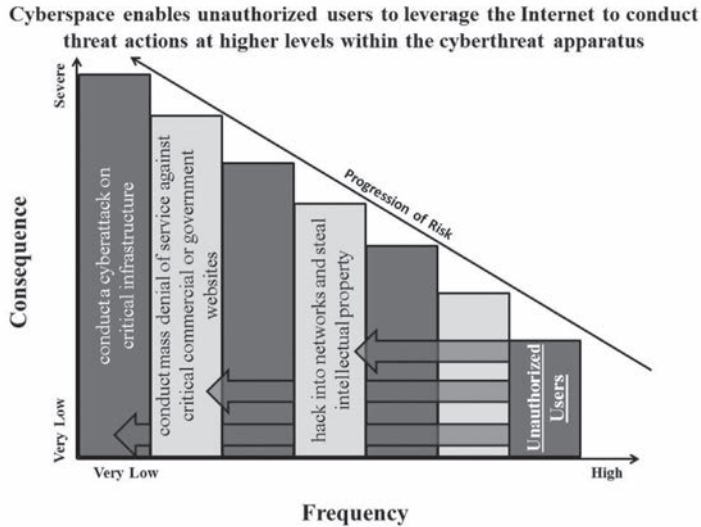 Cyberspace enables unauthorized users to leverage the Internet to conduct
threat actions at higher levels within the cyberthreat apparatus
Severe
Consequence
Very Low
conduct a cyberattack on
critical infrastructure
conduct mass denial of service against
critical commercial or government
websites
hack into networks and steal
intellectual property
Progression of Risk
Unauthorized
Users
Very Low
High
Frequency